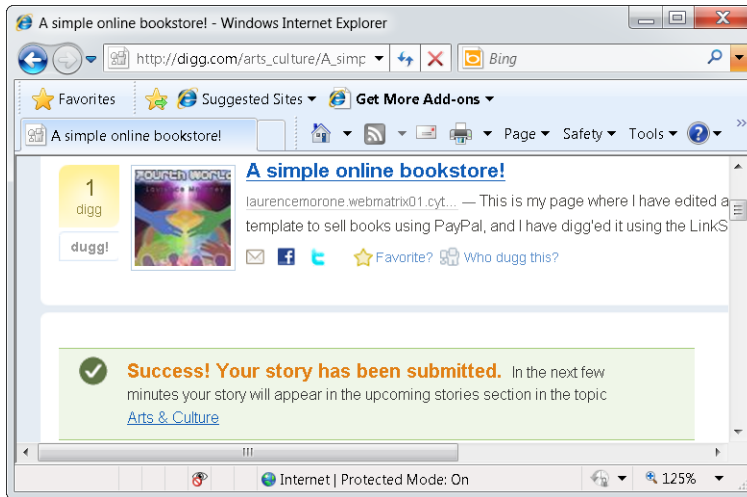 A simple online bookstore! - Windows Internet Explorer
http://digg.com/arts_culture/A_simp
Bing
Favorites Suggested Sites Get More Add-ons
A simple online bookstore! Page Safety Tools
1
digg
dugg!
FOURTH WORLD
Laurence Morones
A simple online bookstore!
laurencemorone.webmatrix01.cyt... — This is my page where I have edited a
template to sell books using PayPal, and I have digg'ed it using the LinkS
Favorite? Who dugg this?
Success! Your story has been submitted. In the next few
minutes your story will appear in the upcoming stories section in the topic
Arts & Culture
Internet | Protected Mode: On 125%